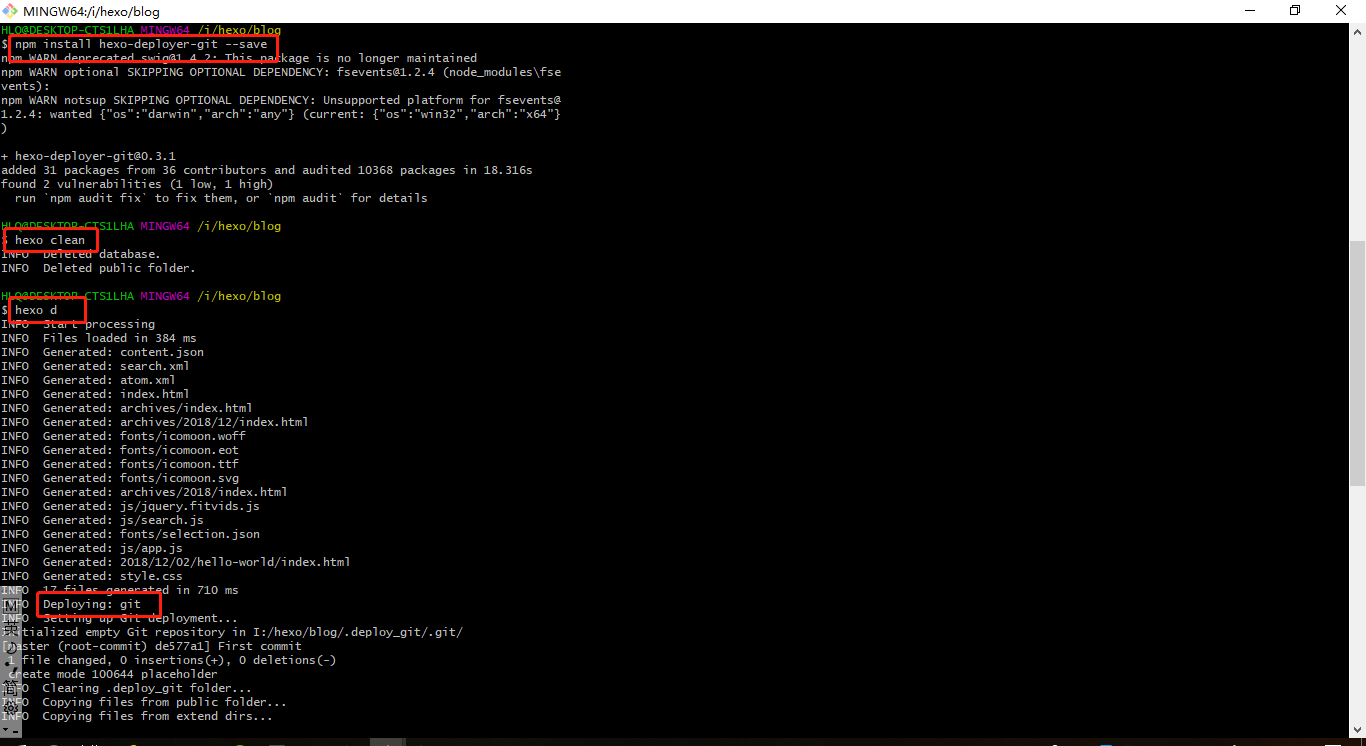 MINGW64:/i/hexo/blog
HLQ@DESKTOP-CTS1LHA MINGW64 /i/hexo/blog
$ npm install hexo-deployer-git --save
npm WARN deprecated swig@1.4.2: This package is no longer maintained
npm WARN optional SKIPPING OPTIONAL DEPENDENCY: fsevents@1.2.4 (node_modules\fse
vents):
npm WARN notsup SKIPPING OPTIONAL DEPENDENCY: Unsupported platform for fsevents@
1.2.4: wanted {"os":"darwin","arch":"any"} (current: {"os":"win32","arch":"x64"}
)
+ hexo-deployer-git@0.3.1
added 31 packages from 36 contributors and audited 10368 packages in 18.316s
found 2 vulnerabilities (1 low, 1 high)
run `npm audit fix` to fix them, or `npm audit` for details
HLQ@DESKTOP-CTS1LHA MINGW64 /i/hexo/blog
$ hexo clean
INFO Deleted database.
INFO Deleted public folder.
HLQ@DESKTOP-CTS1LHA MINGW64 /i/hexo/blog
$ hexo d
INFO Start processing
INFO Files loaded in 384 ms
INFO Generated: content.json
INFO Generated: search.xml
INFO Generated: atom.xml
INFO Generated: index.html
INFO Generated: archives/index.html
INFO Generated: archives/2018/12/index.html
INFO Generated: fonts/icomoon.woff
INFO Generated: fonts/icomoon.eot
INFO Generated: fonts/icomoon.ttf
INFO Generated: fonts/icomoon.svg
INFO Generated: archives/2018/index.html
INFO Generated: js/jquery.fitvids.js
INFO Generated: js/search.js
INFO Generated: fonts/selection.json
INFO Generated: js/app.js
INFO Generated: 2018/12/02/hello-world/index.html
INFO Generated: style.css
INFO 17 files generated in 710 ms
INFO Deploying: git
INFO Setting up Git deployment...
Initialized empty Git repository in I:/hexo/blog/.deploy_git/.git/
[master (root-commit) de577a1] First commit
1 file changed, 0 insertions(+), 0 deletions(-)
create mode 100644 placeholder
INFO Clearing .deploy_git folder...
INFO Copying files from public folder...
INFO Copying files from extend dirs...